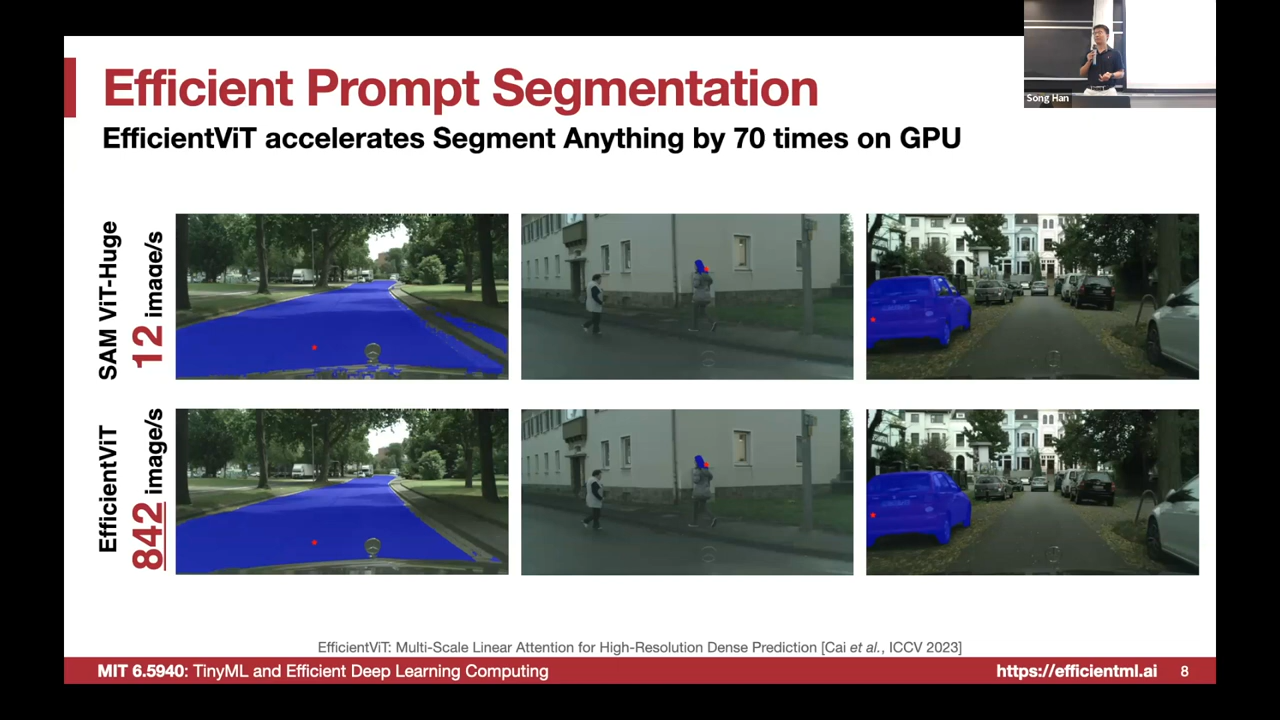 Efficient Prompt Segmentation
EfficientViT accelerates Segment Anything by 70 times on GPU
Song Han
SAM ViT-Huge
12 image/s
EfficientViT
842 image/s
EfficientViT: Multi-Scale Linear Attention for High-Resolution Dense Prediction [Cai et al., ICCV 2023]
MIT 6.5940: TinyML and Efficient Deep Learning Computing
https://efficientml.ai
8